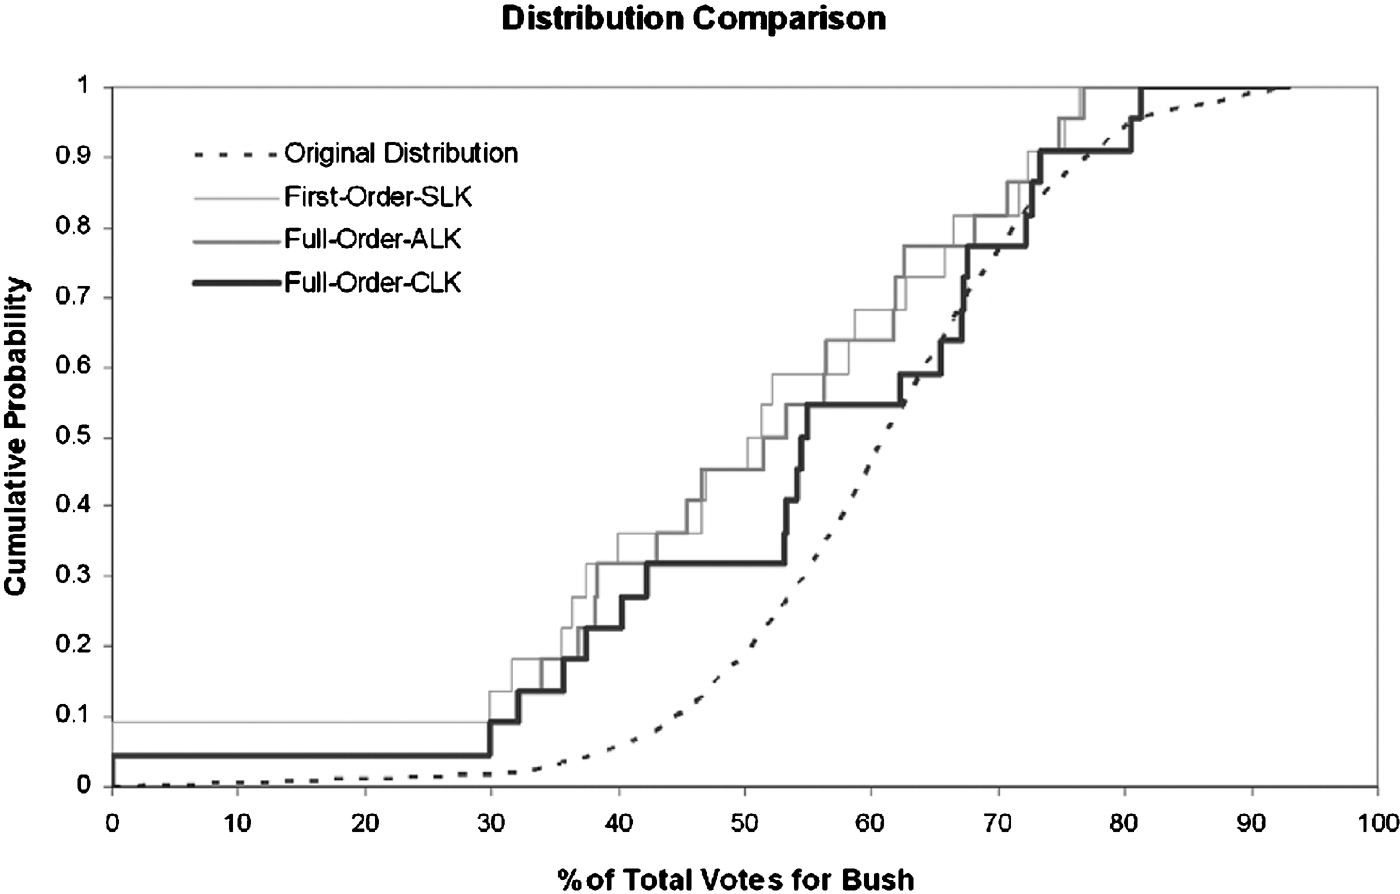 Distribution Comparison
1
0.9
0.8
0.7
0.6
0.5
0.4
0.3
0.2
0.1
0
Original Distribution
First-Order-SLK
Full-Order-ALK
Full-Order-CLK
Cumulative Probability
0 10 20 30 40 50 60 70 80 90 100
% of Total Votes for Bush